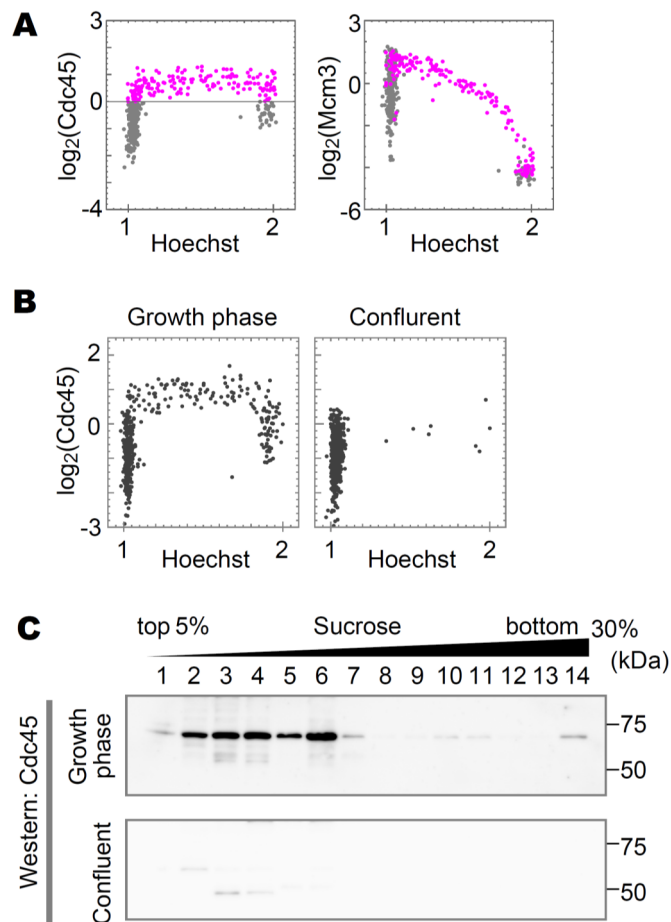 A
3
0
-4
log2(Cdc45)
1
2
Hoechst
3
0
-6
log2(Mcm3)
1
2
Hoechst
B
Growth phase
Conflurent
2
0
-3
log2(Cdc45)
1
2
Hoechst
1
2
Hoechst
C
top 5%
Sucrose
bottom
30%
(kDa)
1 2 3 4 5 6 7 8 9 10 11 12 13 14
Western: Cdc45
Growth
phase
75
50
Confluent
75
50